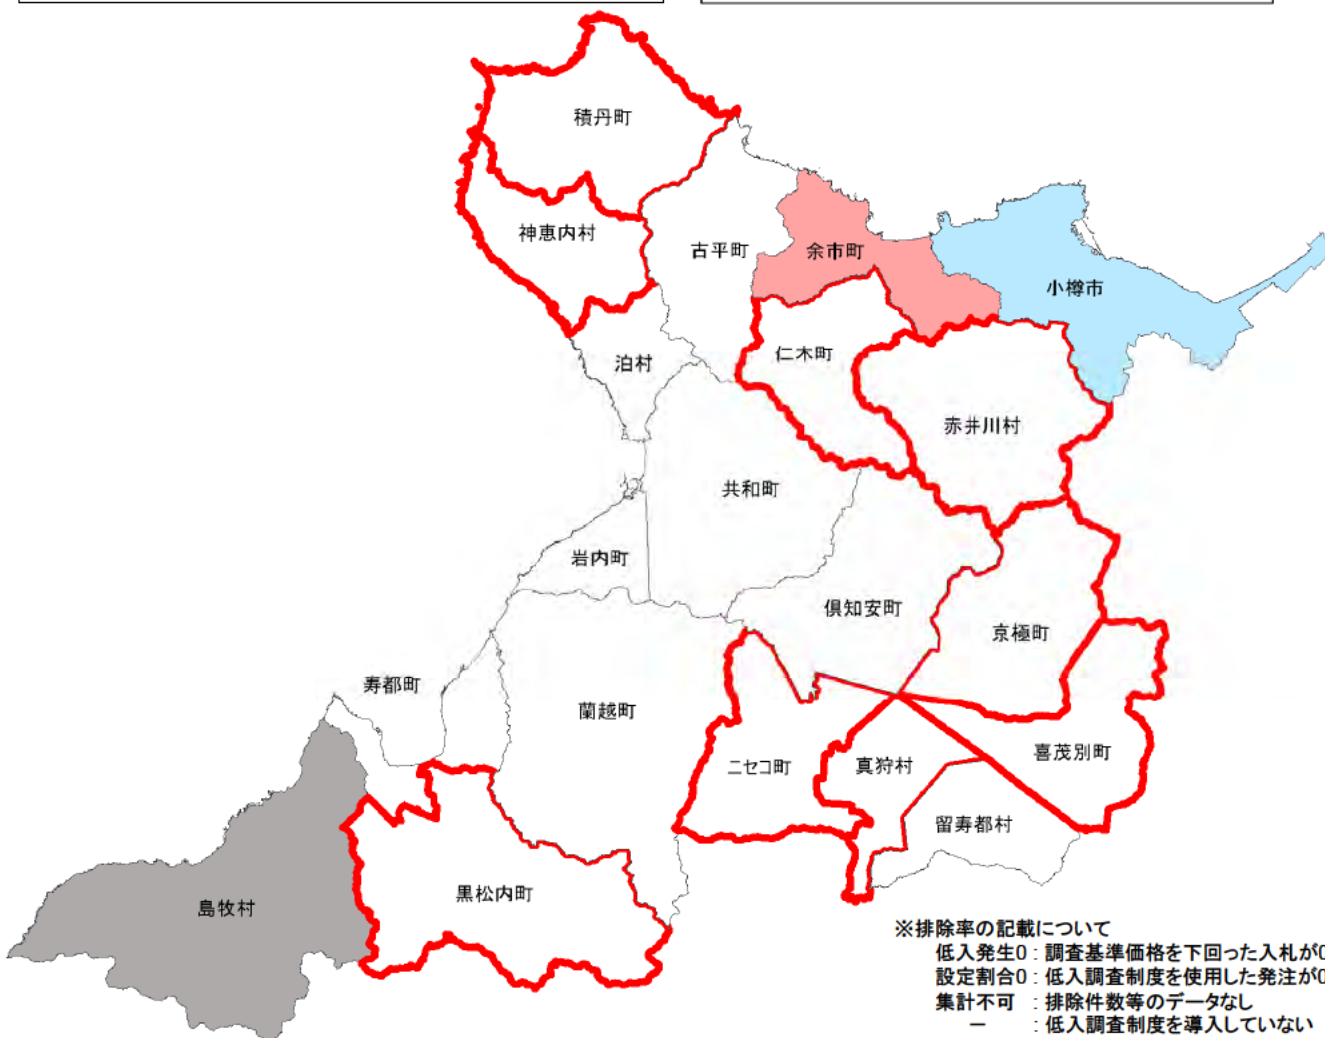 積丹町
神恵内村
古平町
余市町
小樽市
泊村
仁木町
赤井川村
共和町
岩内町
倶知安町
京極町
寿都町
蘭越町
ニセコ町
真狩村
喜茂別町
留寿都村
島牧村
黒松内町
※排除率の記載について
低入発生0：調査基準価格を下回った入札が0
設定割合0：低入調査制度を使用した発注が0
集計不可　：排除件数等のデータなし
－　：低入調査制度を導入していない